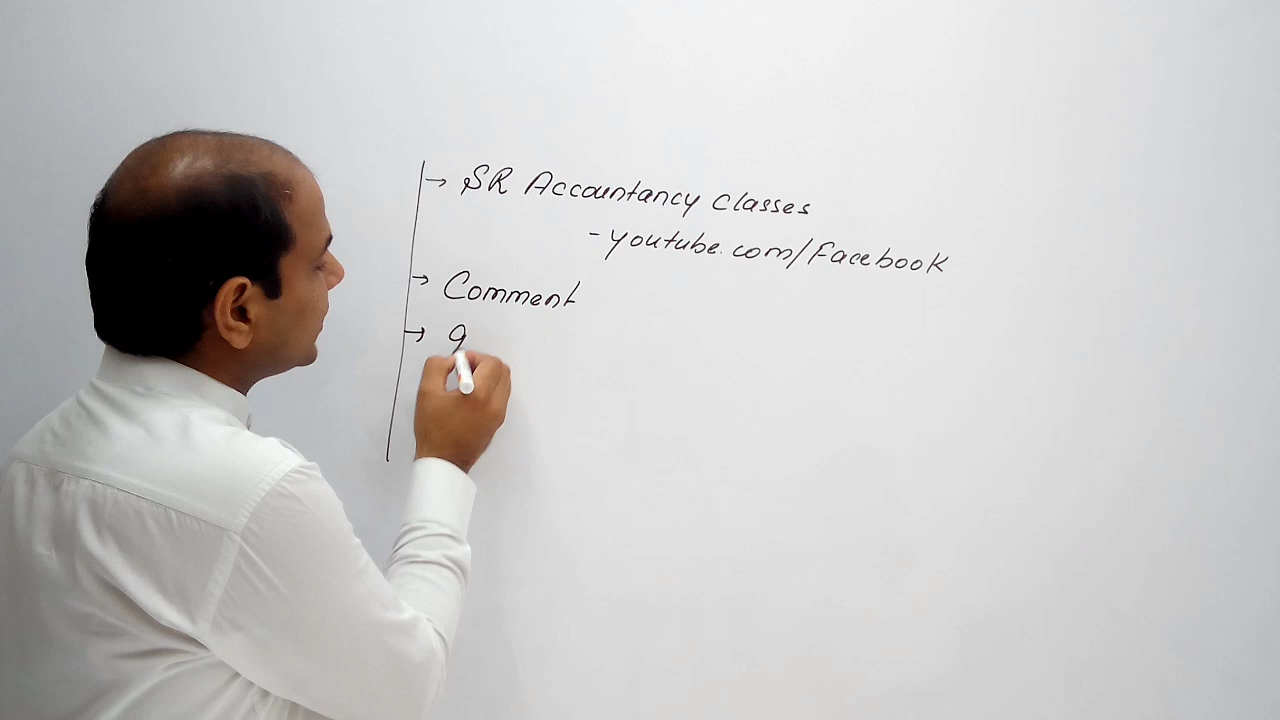 → SR Accountancy classes
- youtube.com/Facebook
→ Comment
→ g